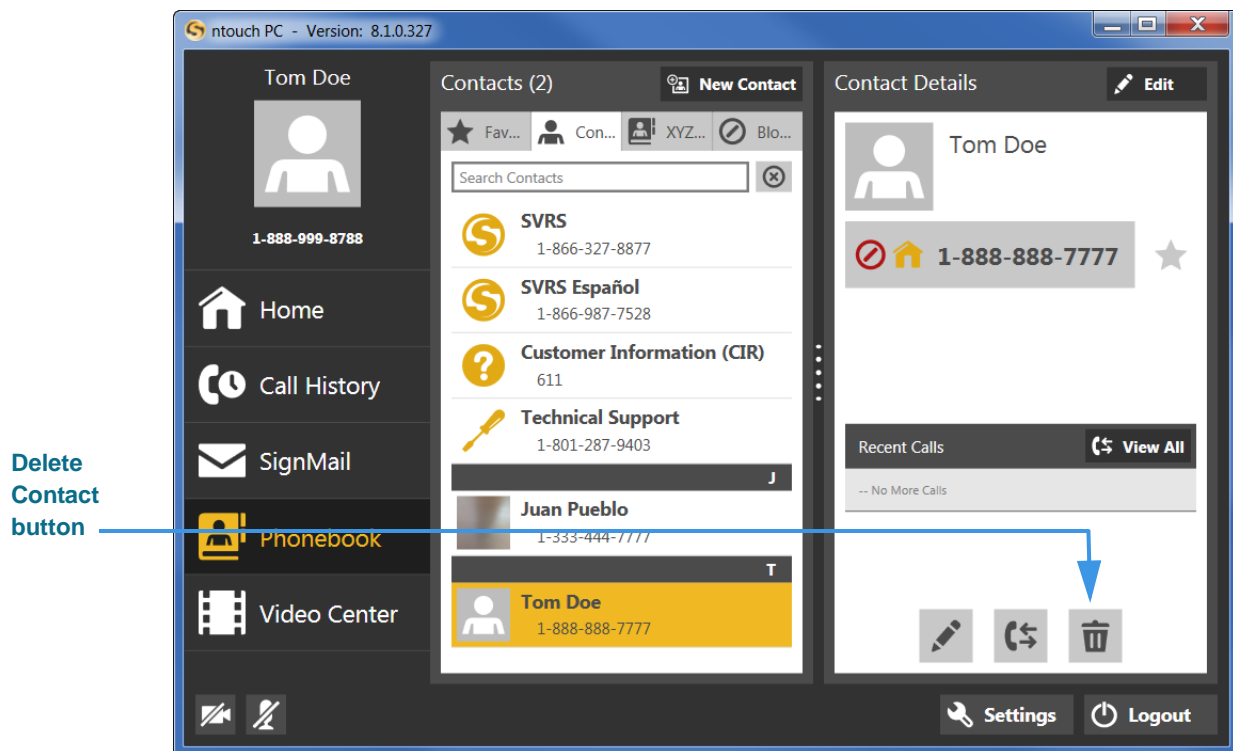 ntouch PC - Version: 8.1.0.327
Tom Doe
1-888-999-8788
Home
Call History
SignMail
Phonebook
Video Center
Contacts (2)
New Contact
Fav...
Con...
XYZ...
Blo...
Search Contacts
SVRS
1-866-327-8877
SVRS Español
1-866-987-7528
Customer Information (CIR)
611
Technical Support
1-801-287-9403
J
Juan Pueblo
1-333-444-7777
T
Tom Doe
1-888-888-7777
Contact Details
Edit
Tom Doe
1-888-888-7777
Recent Calls
View All
-- No More Calls
Settings
Logout
Delete
Contact
button